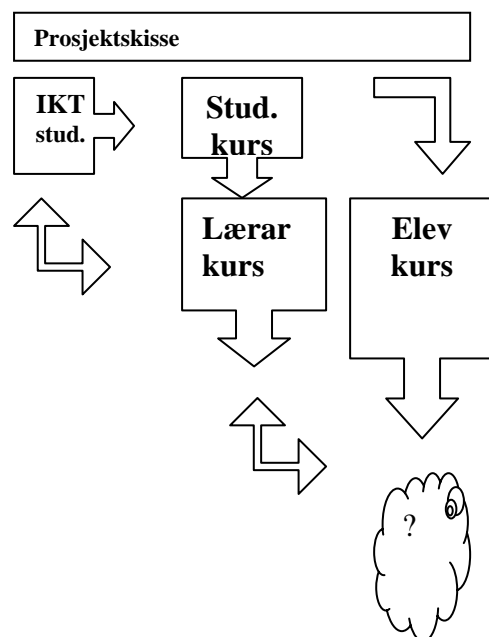 Prosjektskisse
IKT
stud.
Stud.
kurs
Lærar
kurs
Elev
kurs
?